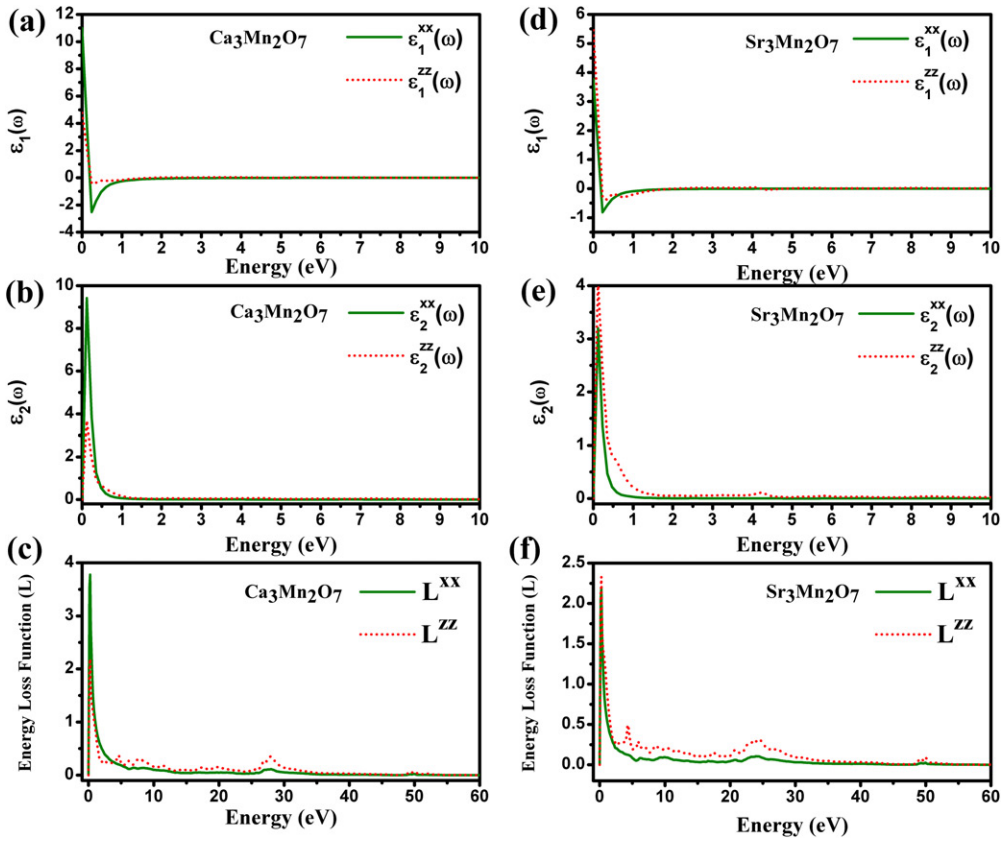 (a)
12
10
8
6
4
2
0
-2
-4
ε₁(ω)
Ca₃Mn₂O₇
ε₁ˣˣ(ω)
ε₁ᶻᶻ(ω)
0 1 2 3 4 5 6 7 8 9 10
Energy (eV)
(d)
6
5
4
3
2
1
0
-1
ε₁(ω)
Sr₃Mn₂O₇
ε₁ˣˣ(ω)
ε₁ᶻᶻ(ω)
0 1 2 3 4 5 6 7 8 9 10
Energy (eV)
(b)
10
8
6
4
2
0
ε₂(ω)
Ca₃Mn₂O₇
ε₂ˣˣ(ω)
ε₂ᶻᶻ(ω)
0 1 2 3 4 5 6 7 8 9 10
Energy (eV)
(e)
4
3
2
1
0
ε₂(ω)
Sr₃Mn₂O₇
ε₂ˣˣ(ω)
ε₂ᶻᶻ(ω)
0 1 2 3 4 5 6 7 8 9 10
Energy (eV)
(c)
4
3
2
1
0
Energy Loss Function (L)
Ca₃Mn₂O₇
Lˣˣ
Lᶻᶻ
0 10 20 30 40 50 60
Energy (eV)
(f)
2.5
2.0
1.5
1.0
0.5
0.0
Energy Loss Function (L)
Sr₃Mn₂O₇
Lˣˣ
Lᶻᶻ
0 10 20 30 40 50 60
Energy (eV)